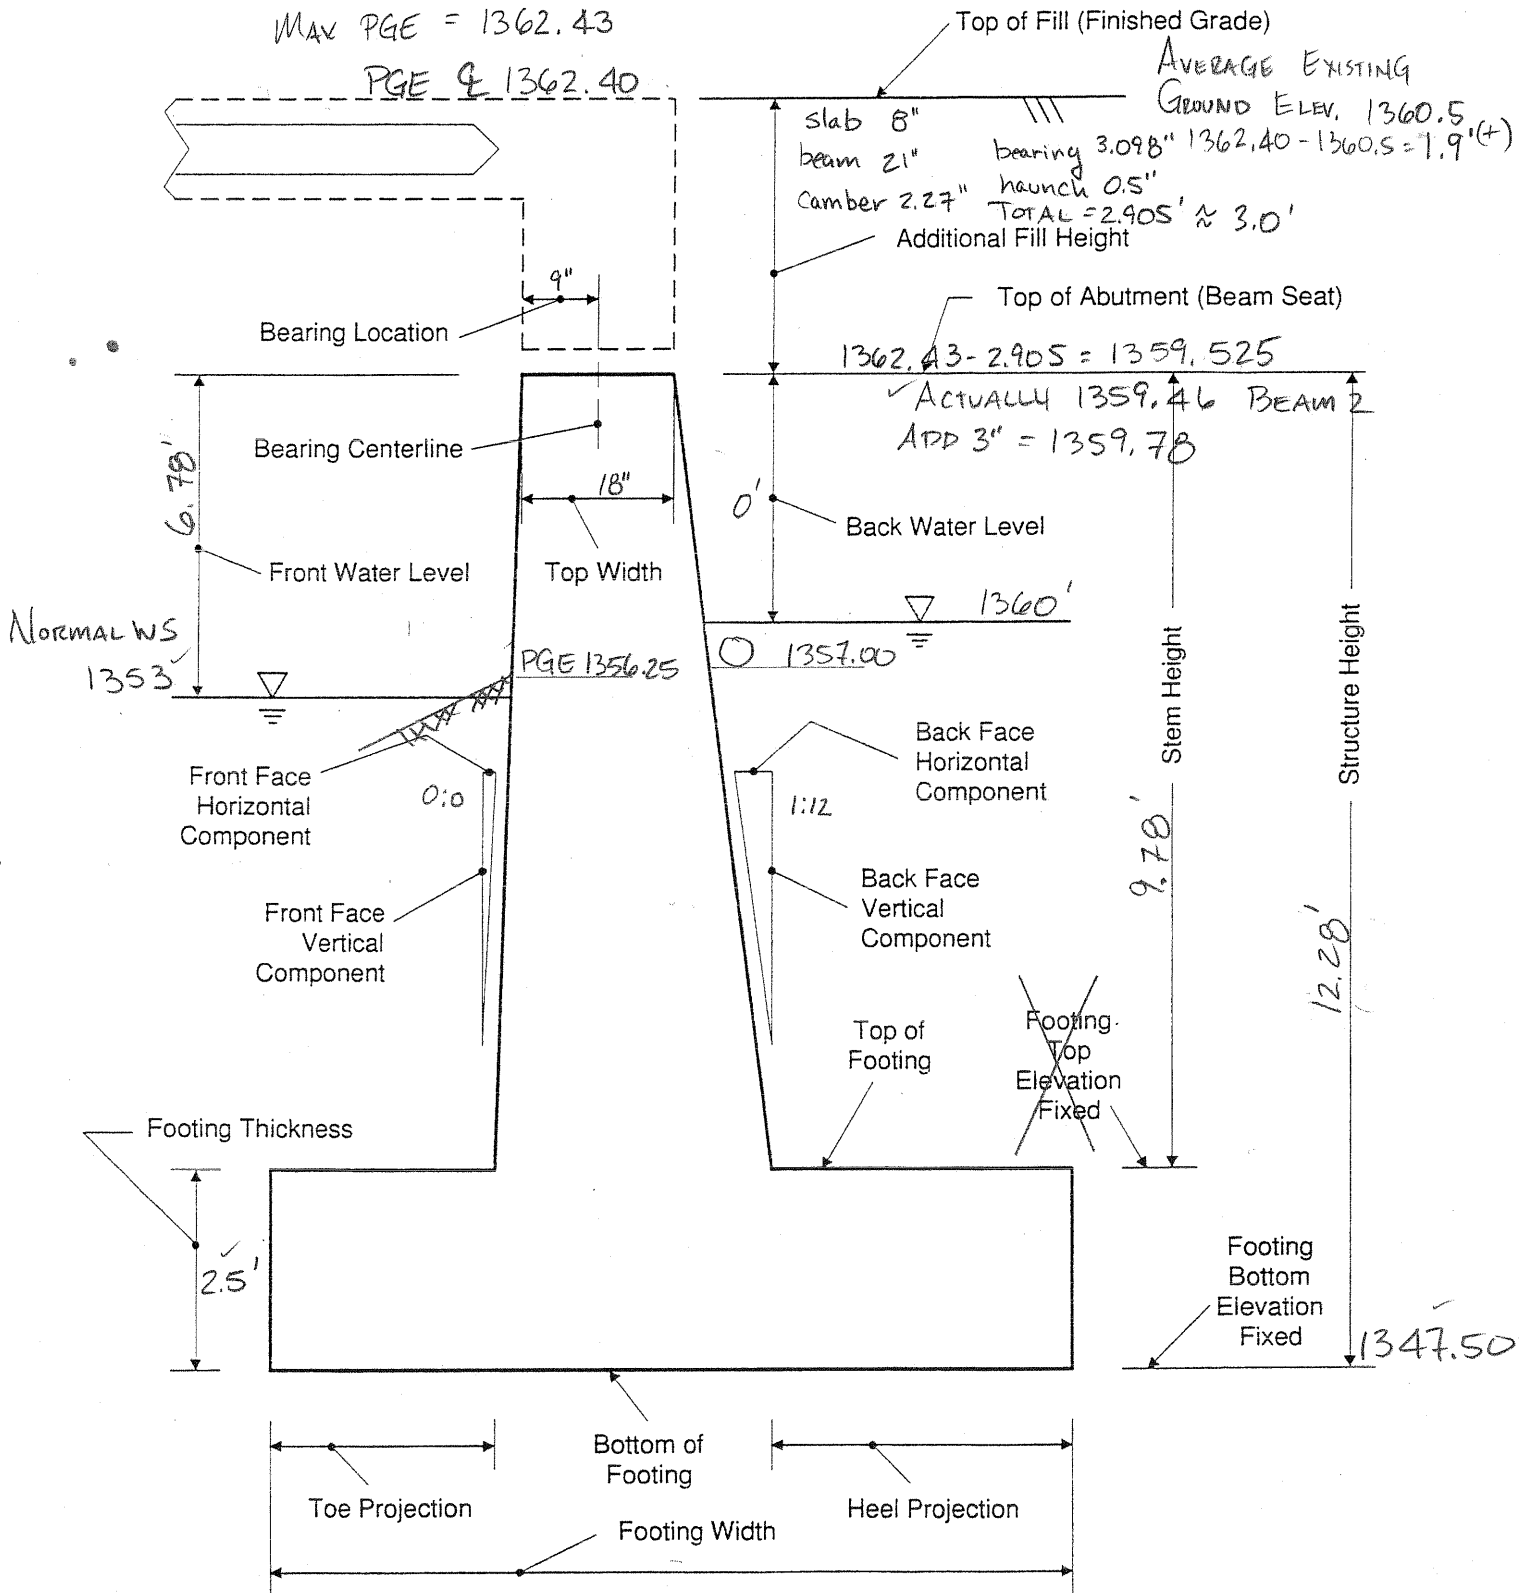 MAX PGE = 1362.43
PGE ℄ 1362.40
Top of Fill (Finished Grade)
AVERAGE EXISTING
GROUND ELEV. 1360.5
1362.40-1360.5=1.9'(+)
slab 8"
beam 21"
camber 2.27"
bearing 3.098"
haunch 0.5"
TOTAL = 2.905' ≈ 3.0'
Additional Fill Height
9"
Bearing Location
Top of Abutment (Beam Seat)
1362.43-2.905 = 1359.525
✓ACTUALLY 1359.46 BEAM 2
ADD 3" = 1359.78
Bearing Centerline
6.78'
18"
0'
Back Water Level
Front Water Level
Top Width
NORMAL WS
1353✓
1360'
PGE 1356.25
O 1357.00
Stem Height
9.78'
Structure Height
12.28'
Front Face
Horizontal
Component
0:0
Back Face
Horizontal
Component
1:12
Front Face
Vertical
Component
Back Face
Vertical
Component
Top of
Footing
Footing
Top
Elevation
Fixed
Footing Thickness
2.5'
Footing
Bottom
Elevation
Fixed
1347.50
Bottom of
Footing
Toe Projection
Heel Projection
Footing Width